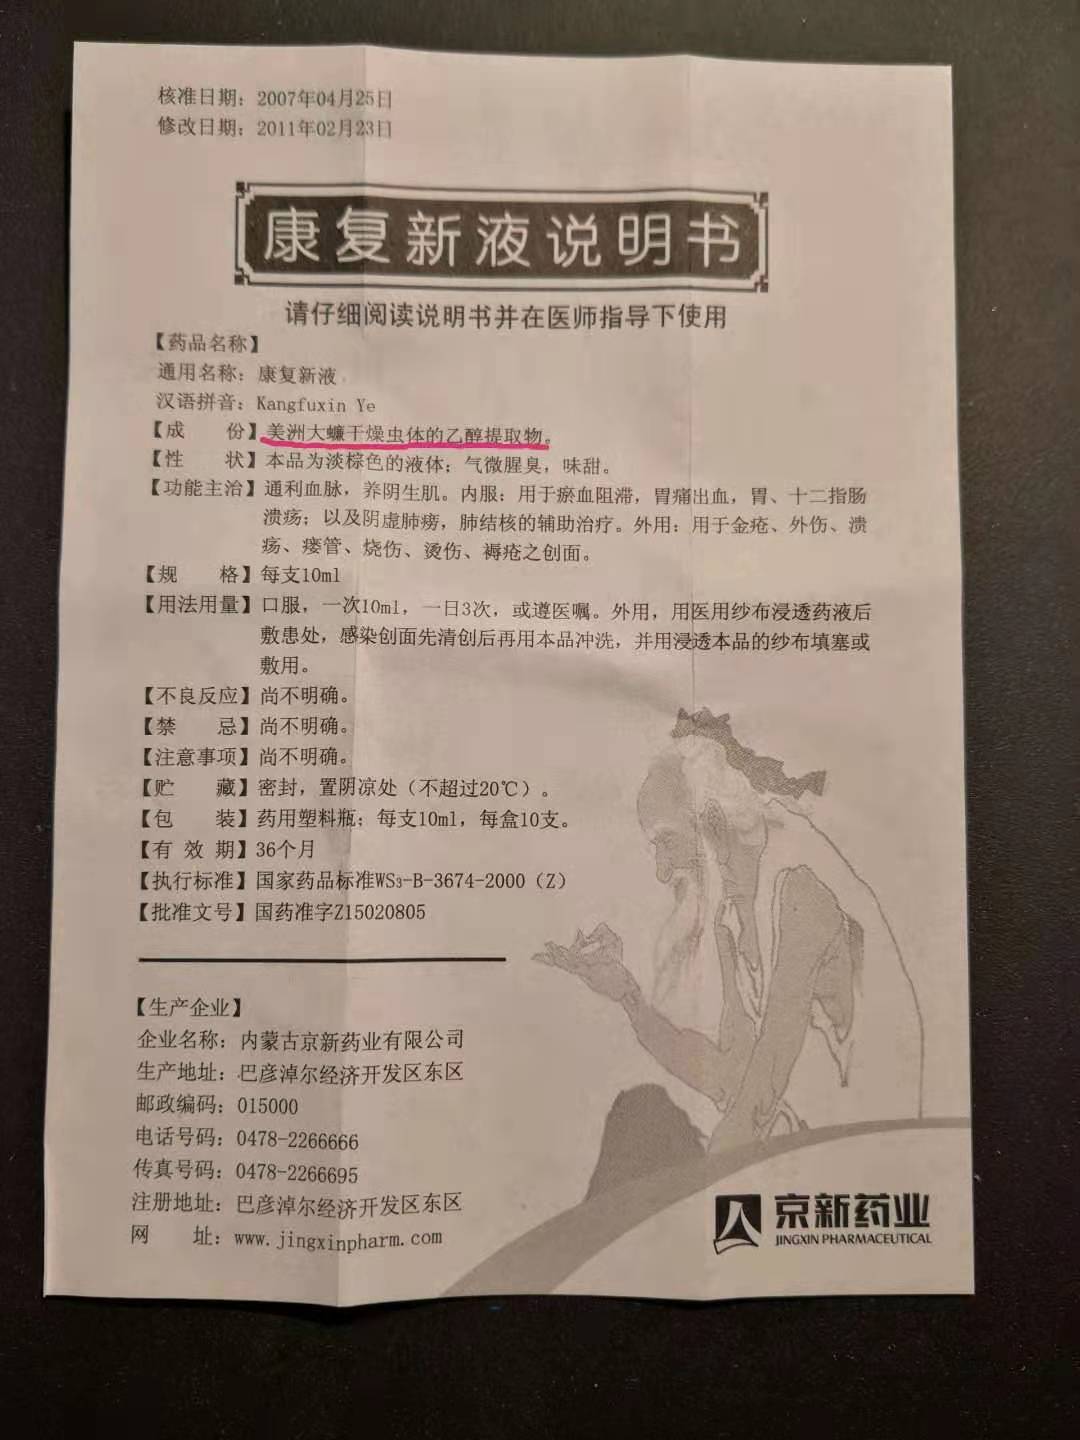 核准日期：2007年04月25日
修改日期：2011年02月23日
康复新液说明书
请仔细阅读说明书并在医师指导下使用
【药品名称】
通用名称：康复新液
汉语拼音：Kangfuxin Ye
【成 份】美洲大蠊干燥虫体的乙醇提取物。
【性 状】本品为淡棕色的液体；气微腥臭，味甜。
【功能主治】通利血脉，养阴生肌。内服：用于瘀血阻滞，胃痛出血，胃、十二指肠
溃疡；以及阴虚肺痨，肺结核的辅助治疗。外用：用于金疮、外伤、溃
疡、瘘管、烧伤、烫伤、褥疮之创面。
【规 格】每支10ml
【用法用量】口服，一次10ml，一日3次，或遵医嘱。外用，用医用纱布浸透药液后
敷患处，感染创面先清创后再用本品冲洗，并用浸透本品的纱布填塞或
敷用。
【不良反应】尚不明确。
【禁 忌】尚不明确。
【注意事项】尚不明确。
【贮 藏】密封，置阴凉处（不超过20℃）。
【包 装】药用塑料瓶；每支10ml，每盒10支。
【有 效 期】36个月
【执行标准】国家药品标准WS₃-B-3674-2000（Z）
【批准文号】国药准字Z15020805
【生产企业】
企业名称：内蒙古京新药业有限公司
生产地址：巴彦淖尔经济开发区东区
邮政编码：015000
电话号码：0478-2266666
传真号码：0478-2266695
注册地址：巴彦淖尔经济开发区东区
网 址：www.jingxinpharm.com
京新药业
JINGXIN PHARMACEUTICAL